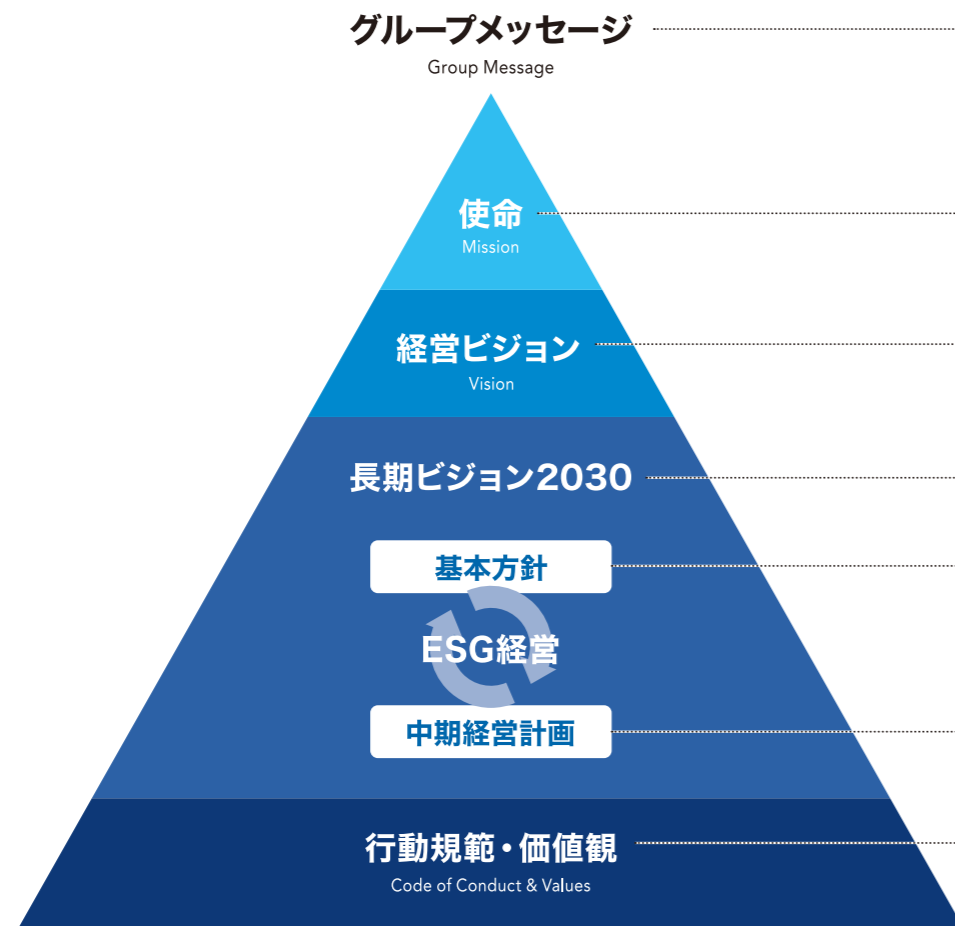 グループメッセージ
Group Message
使命
Mission
経営ビジョン
Vision
長期ビジョン2030
基本方針
ESG経営
中期経営計画
行動規範・価値観
Code of Conduct & Values